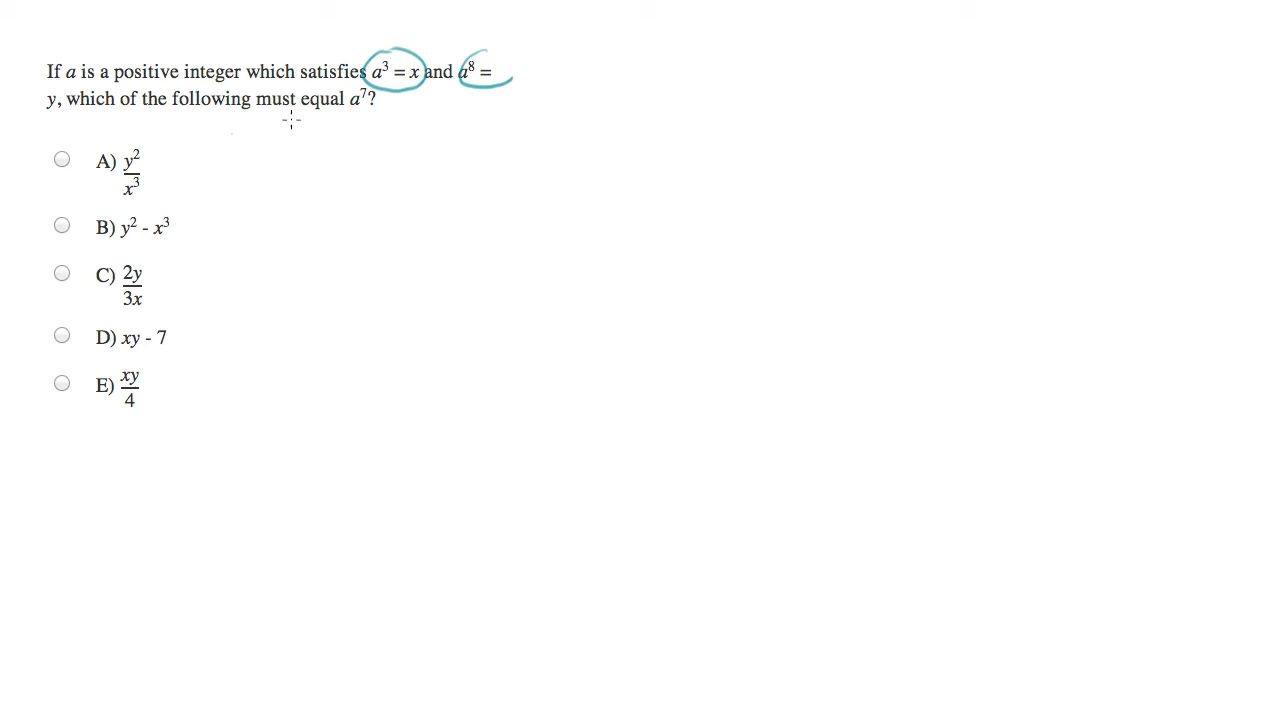 If a is a positive integer which satisfies a³ = x and a⁸ =
y, which of the following must equal a⁷?
A) y²
x³
B) y² - x³
C) 2y
3x
D) xy - 7
E) xy
4